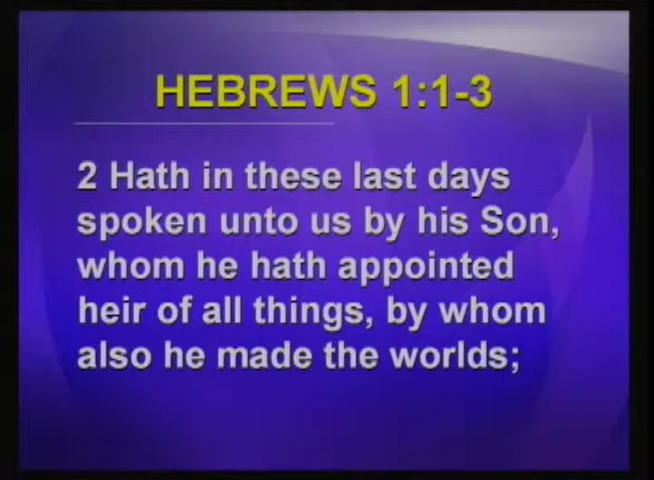 HEBREWS 1:1-3
2 Hath in these last days
spoken unto us by his Son,
whom he hath appointed
heir of all things, by whom
also he made the worlds;